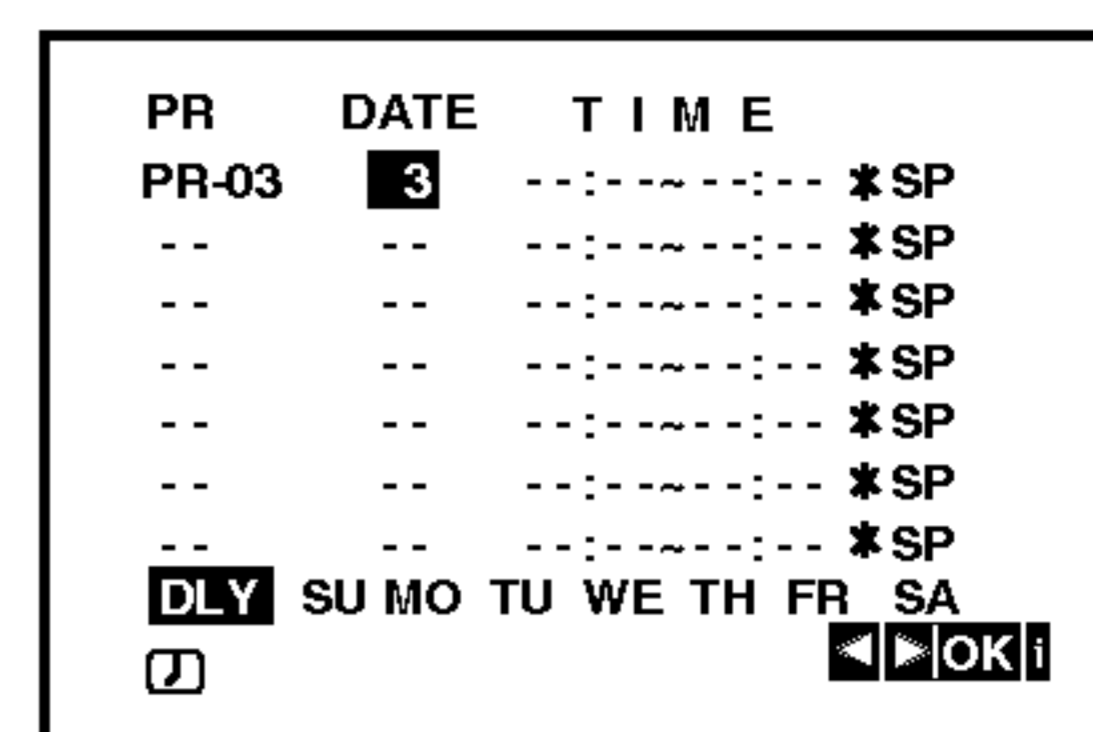 PR DATE T I M E
PR-03 3 --:--~--:-- *SP
-- -- --:--~--:-- *SP
-- -- --:--~--:-- *SP
-- -- --:--~--:-- *SP
-- -- --:--~--:-- *SP
-- -- --:--~--:-- *SP
-- -- --:--~--:-- *SP
DLY SU MO TU WE TH FR SA
◀ ▶ OK i